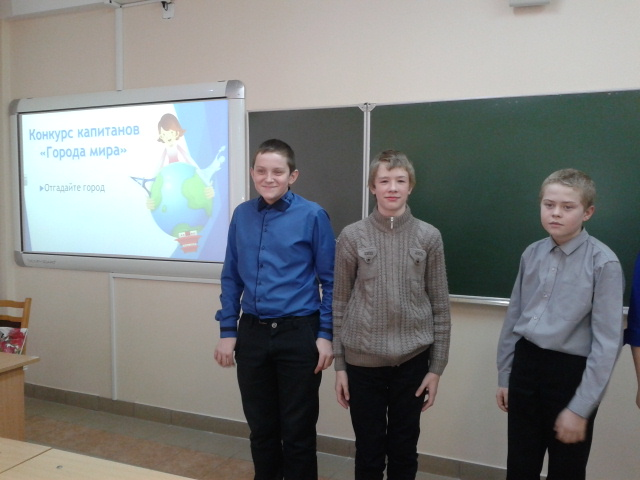 Конкурс капитанов
«Города мира»
Отгадайте город